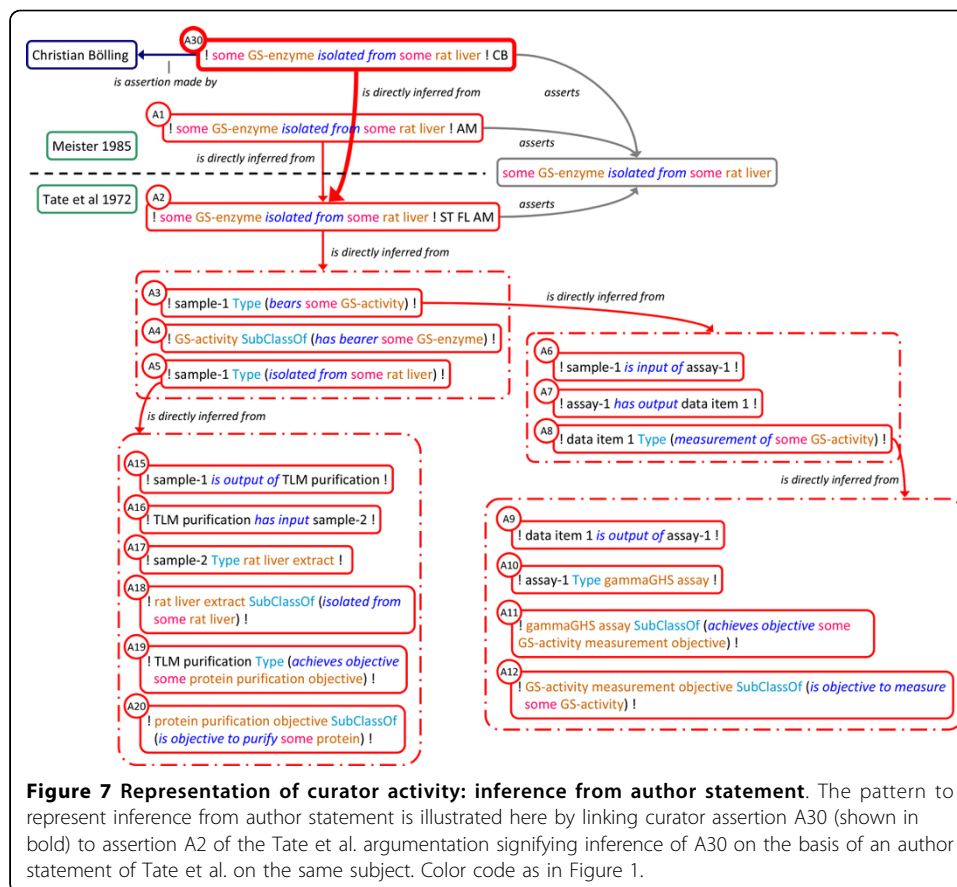 A30
Christian Bölling
! some GS-enzyme isolated from some rat liver ! CB
is assertion made by
is directly inferred from
asserts
A1
! some GS-enzyme isolated from some rat liver ! AM
Meister 1985
asserts
is directly inferred from
some GS-enzyme isolated from some rat liver
Tate et al 1972
A2
! some GS-enzyme isolated from some rat liver ! ST FL AM
asserts
is directly inferred from
A3
! sample-1 Type (bears some GS-activity) !
is directly inferred from
A4
! GS-activity SubClassOf (has bearer some GS-enzyme) !
A5
! sample-1 Type (isolated from some rat liver) !
is directly inferred from
A6
! sample-1 is input of assay-1 !
A7
! assay-1 has output data item 1 !
A8
! data item 1 Type (measurement of some GS-activity) !
is directly inferred from
A15
! sample-1 is output of TLM purification !
A16
! TLM purification has input sample-2 !
A17
! sample-2 Type rat liver extract !
A18
! rat liver extract SubClassOf (isolated from
some rat liver) !
A19
! TLM purification Type (achieves objective
some protein purification objective) !
A20
! protein purification objective SubClassOf
(is objective to purify some protein) !
A9
! data item 1 is output of assay-1 !
A10
! assay-1 Type gammaGHS assay !
A11
! gammaGHS assay SubClassOf (achieves objective some
GS-activity measurement objective) !
A12
! GS-activity measurement objective SubClassOf (is objective to measure
some GS-activity) !
Figure 7 Representation of curator activity: inference from author statement. The pattern to
represent inference from author statement is illustrated here by linking curator assertion A30 (shown in
bold) to assertion A2 of the Tate et al. argumentation signifying inference of A30 on the basis of an author
statement of Tate et al. on the same subject. Color code as in Figure 1.